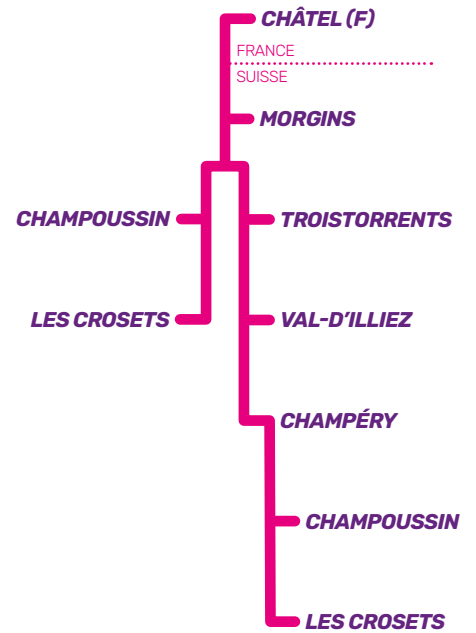 CHÂTEL (F)
FRANCE
SUISSE
MORGINS
CHAMPOUSSIN
TROISTORRENTS
LES CROSETS
VAL-D'ILLIEZ
CHAMPÉRY
CHAMPOUSSIN
LES CROSETS